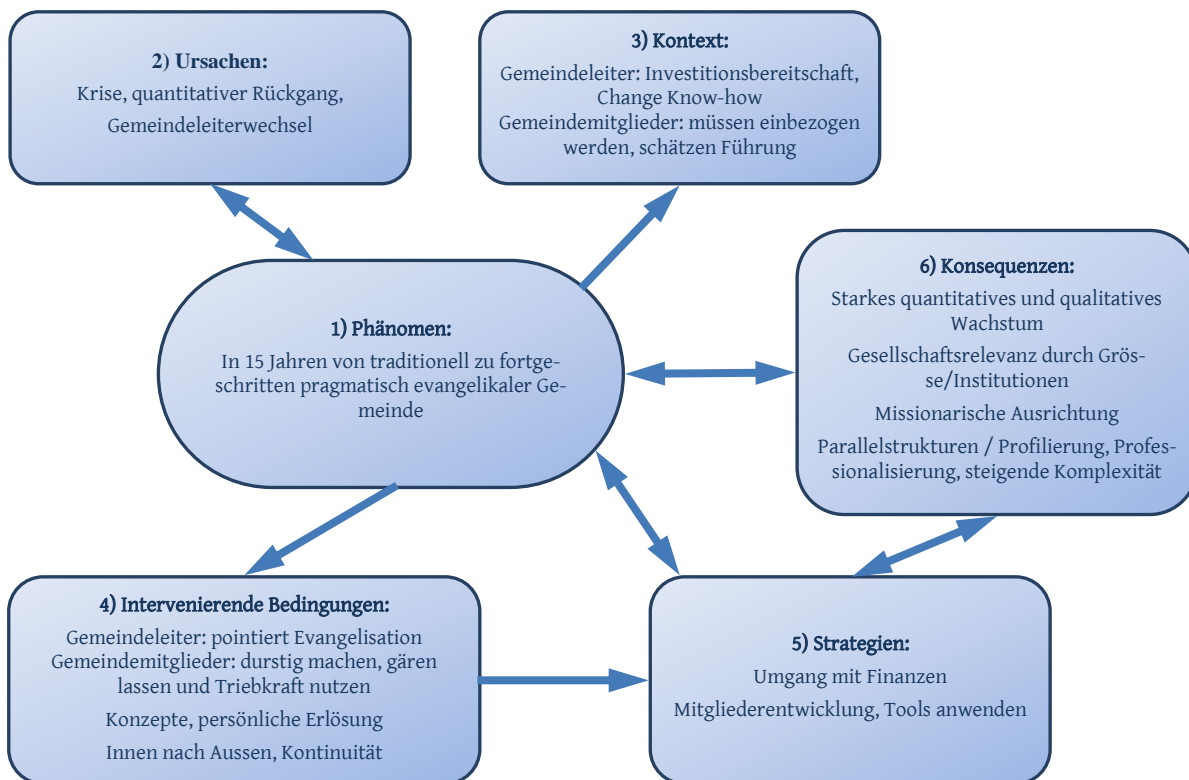 2) Ursachen:
Krise, quantitativer Rückgang,
Gemeindeleiterwechsel
3) Kontext:
Gemeindeleiter: Investitionsbereitschaft,
Change Know-how
Gemeindemitglieder: müssen einbezogen
werden, schätzen Führung
1) Phänomen:
In 15 Jahren von traditionell zu fortge-
schritten pragmatisch evangelikaler Ge-
meinde
6) Konsequenzen:
Starkes quantitatives und qualitatives
Wachstum
Gesellschaftsrelevanz durch Grös-
se/Institutionen
Missionarische Ausrichtung
Parallelstrukturen / Profilierung, Profes-
sionalisierung, steigende Komplexität
4) Intervenierende Bedingungen:
Gemeindeleiter: pointiert Evangelisation
Gemeindemitglieder: durstig machen, gären
lassen und Triebkraft nutzen
Konzepte, persönliche Erlösung
Innen nach Aussen, Kontinuität
5) Strategien:
Umgang mit Finanzen
Mitgliederentwicklung, Tools anwenden